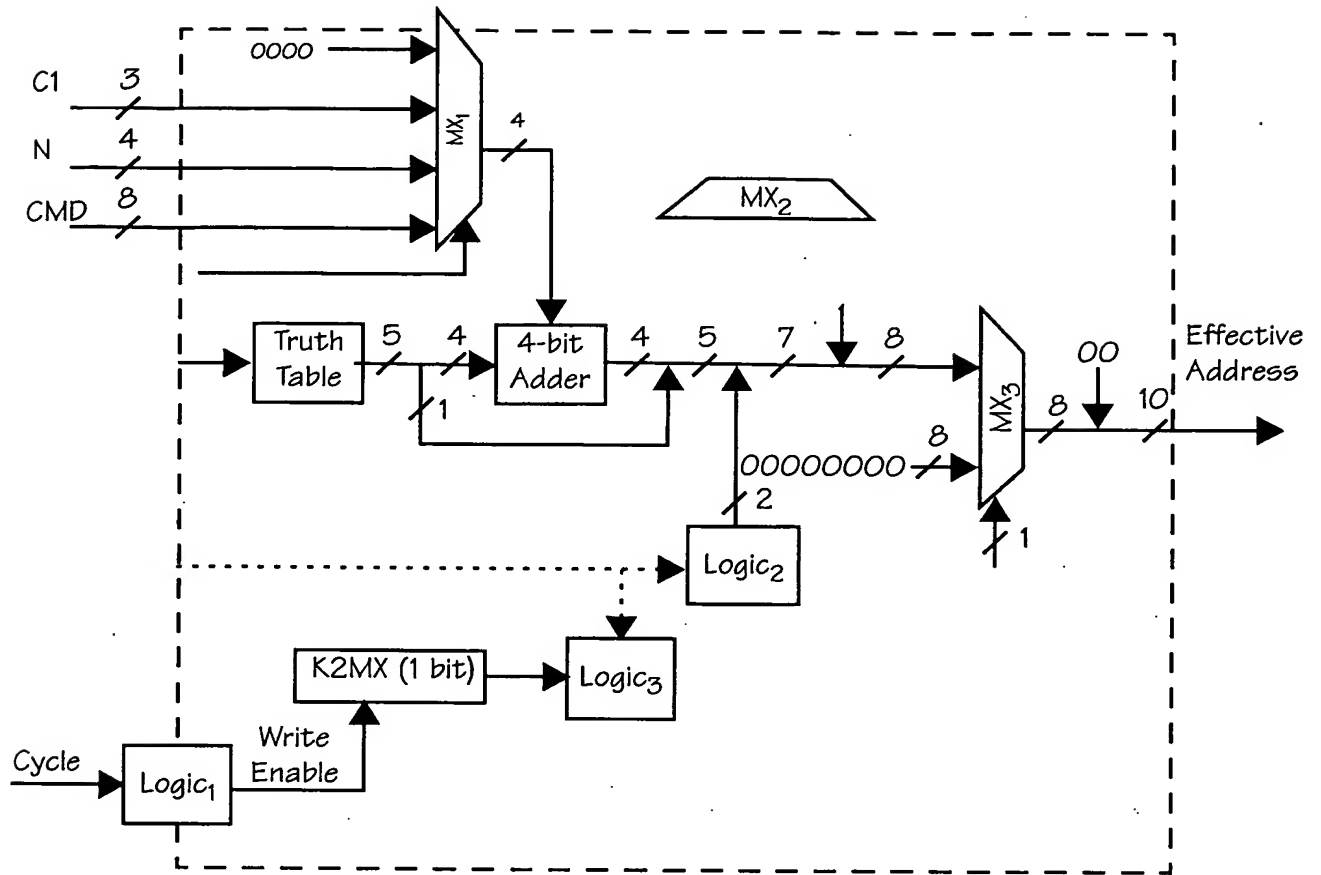 0000
C1
3
N
4
CMD
8
MX1
4
MX2
Truth
Table
5
4
1
4-bit
Adder
4
5
7
1
8
MX3
00
8
10
Effective
Address
00000000
8
1
2
Logic2
K2MX (1 bit)
Logic3
Cycle
Logic1
Write
Enable